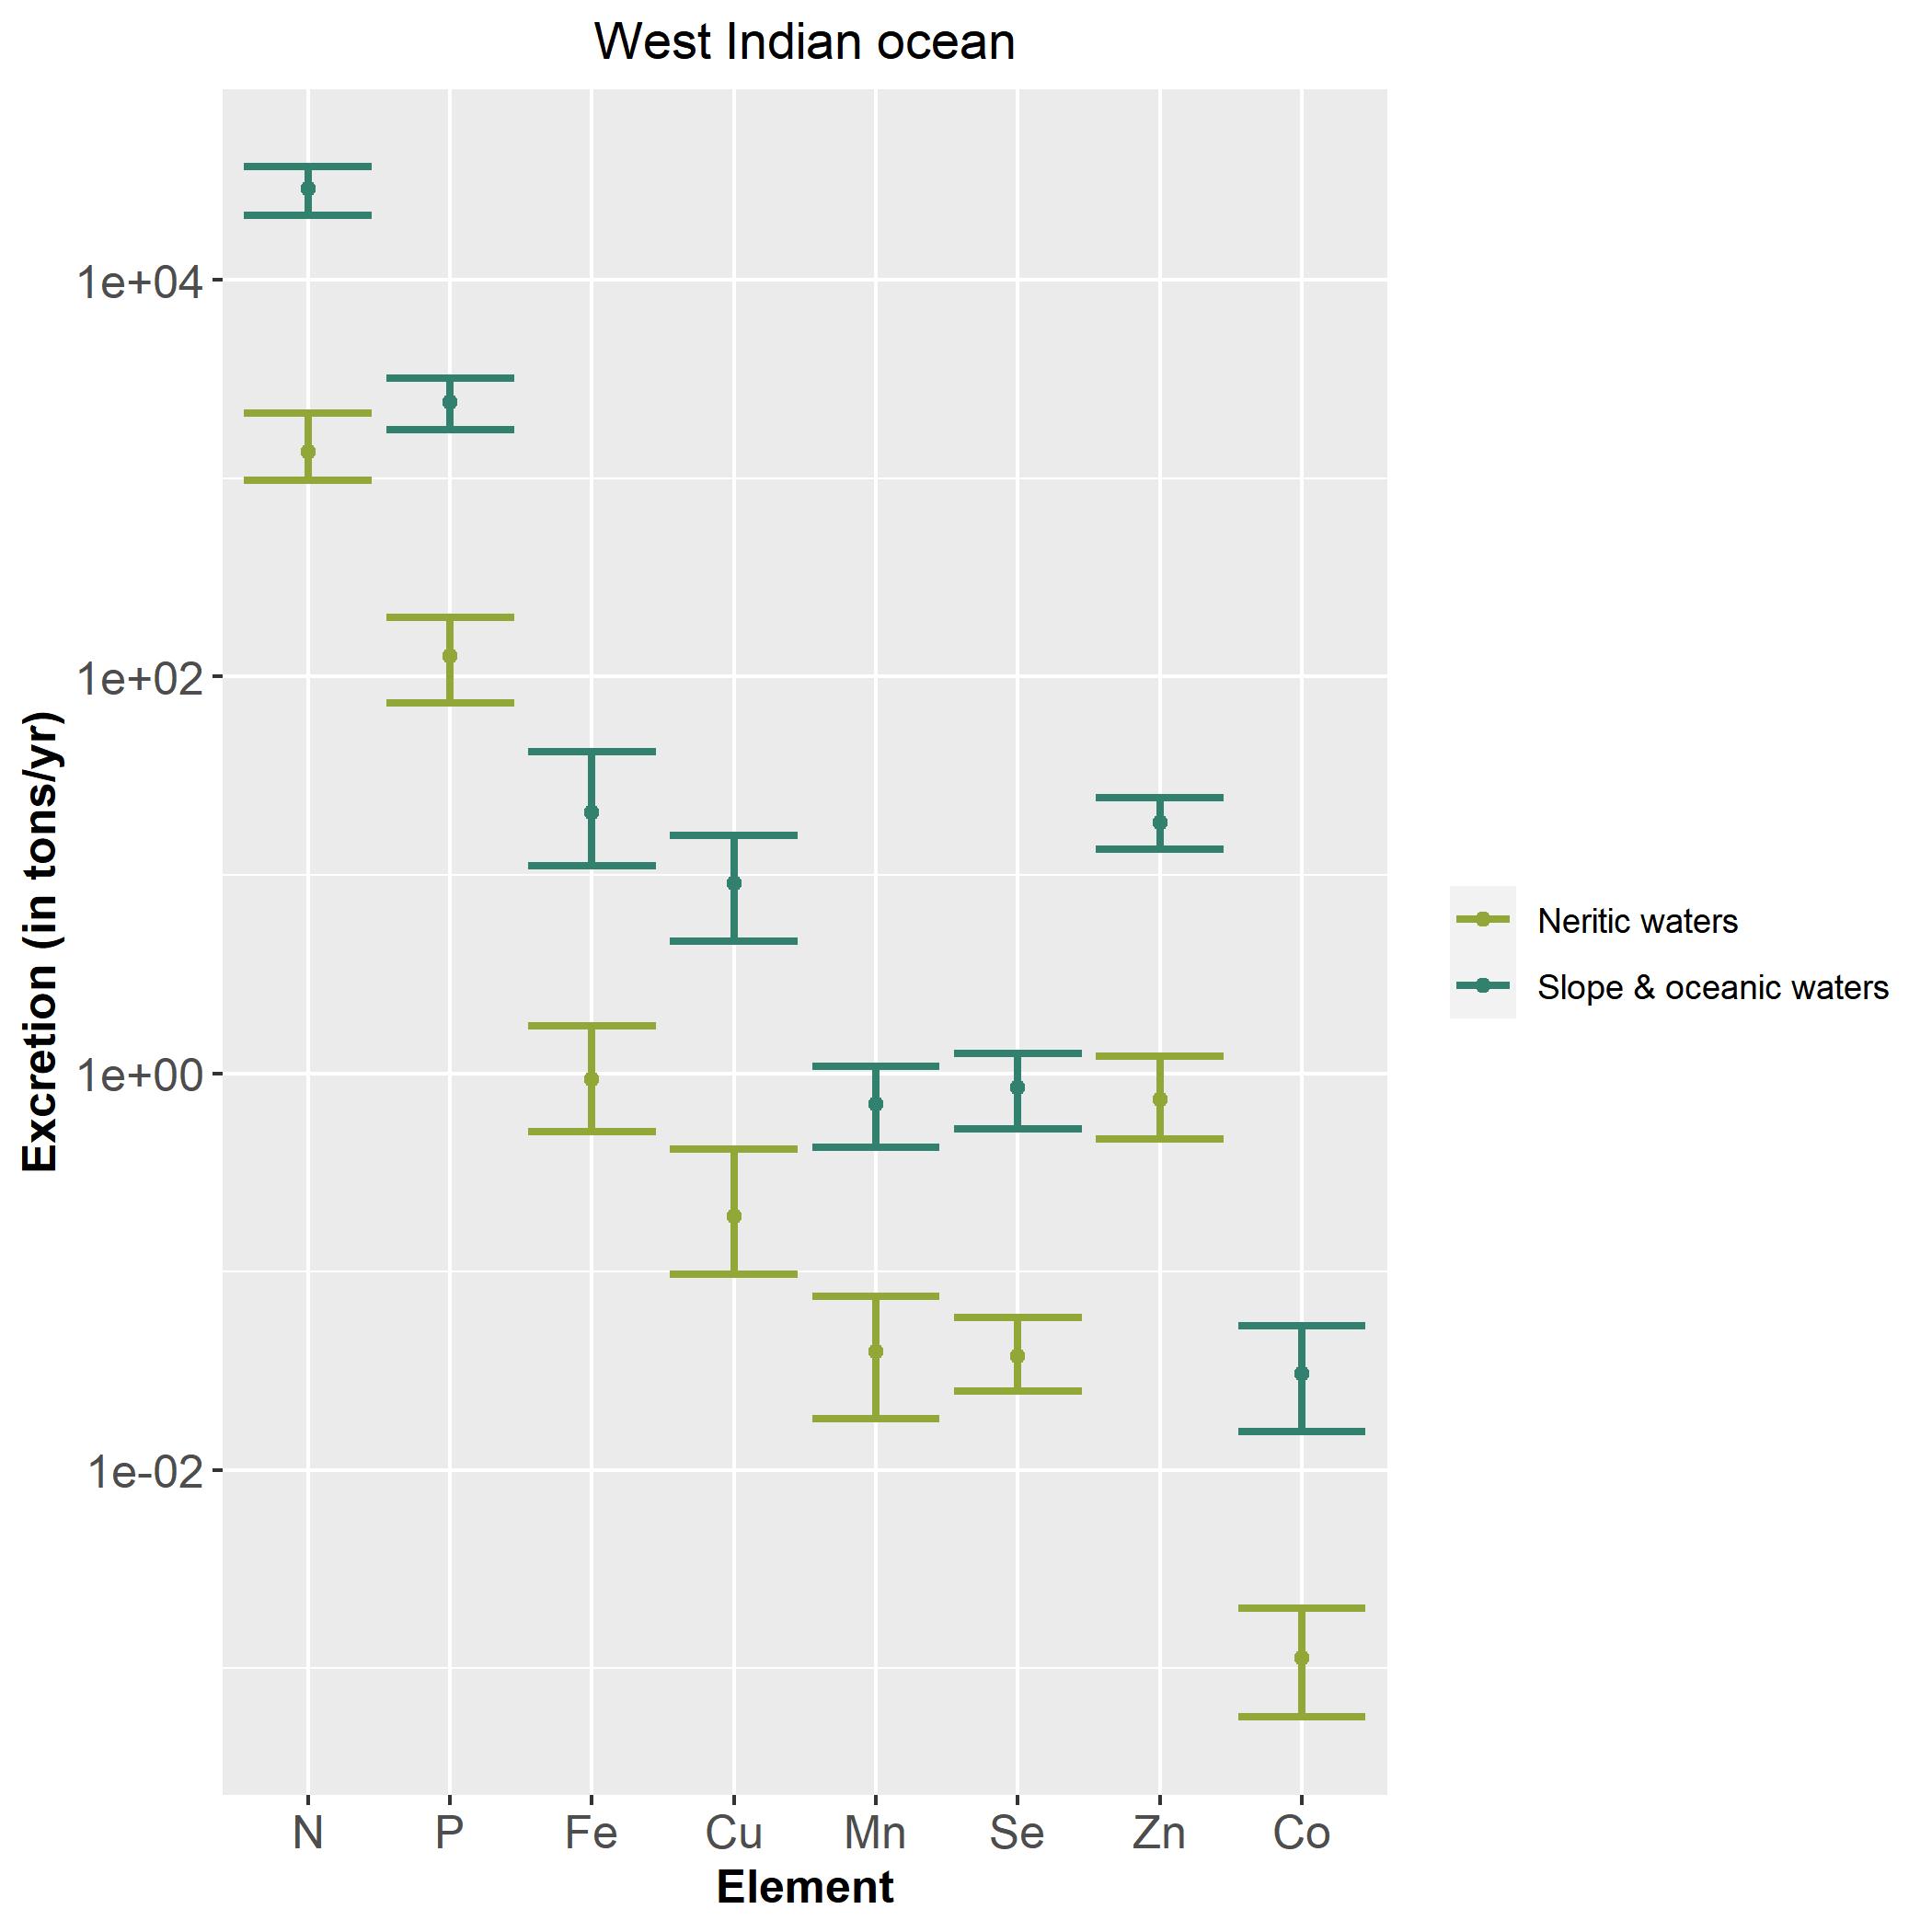 West Indian ocean
Excretion (in tons/yr)
1e+04
1e+02
1e+00
1e-02
N P Fe Cu Mn Se Zn Co
Element
Neritic waters
Slope & oceanic waters